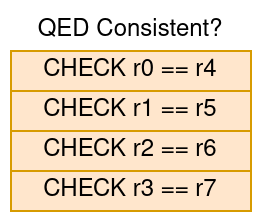 QED Consistent?
CHECK r0 == r4
CHECK r1 == r5
CHECK r2 == r6
CHECK r3 == r7